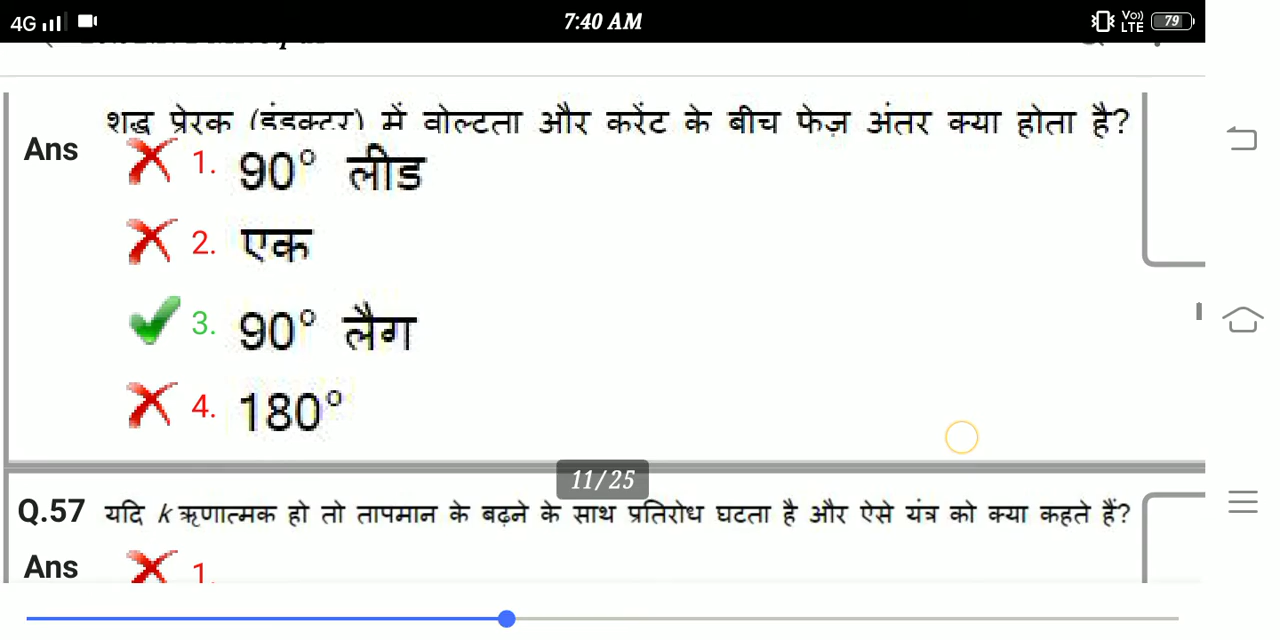 4G 7:40 AM Vo)) LTE 79
शुद्ध प्रेरक (इंडक्टर) में वोल्टता और करेंट के बीच फेज़ अंतर क्या होता है?
Ans
1. 90° लीड
2. एक
3. 90° लैग
4. 180°
11/25
Q.57 यदि k ऋणात्मक हो तो तापमान के बढ़ने के साथ प्रतिरोध घटता है और ऐसे यंत्र को क्या कहते हैं?
Ans 1.